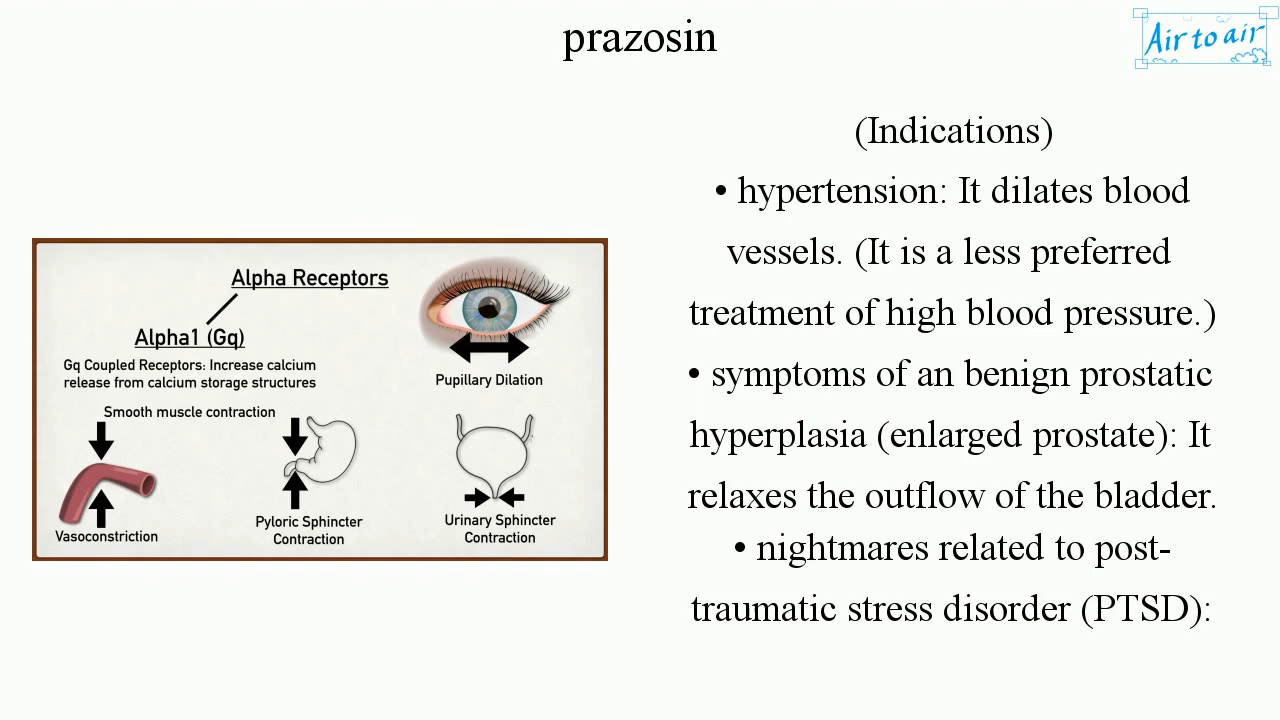 prazosin
Air to air
(Indications)
• hypertension: It dilates blood
vessels. (It is a less preferred
treatment of high blood pressure.)
• symptoms of an benign prostatic
hyperplasia (enlarged prostate): It
relaxes the outflow of the bladder.
• nightmares related to post-
traumatic stress disorder (PTSD):
Alpha Receptors
Alpha1 (Gq)
Gq Coupled Receptors: Increase calcium
release from calcium storage structures
Smooth muscle contraction
Pupillary Dilation
Vasoconstriction
Pyloric Sphincter
Contraction
Urinary Sphincter
Contraction